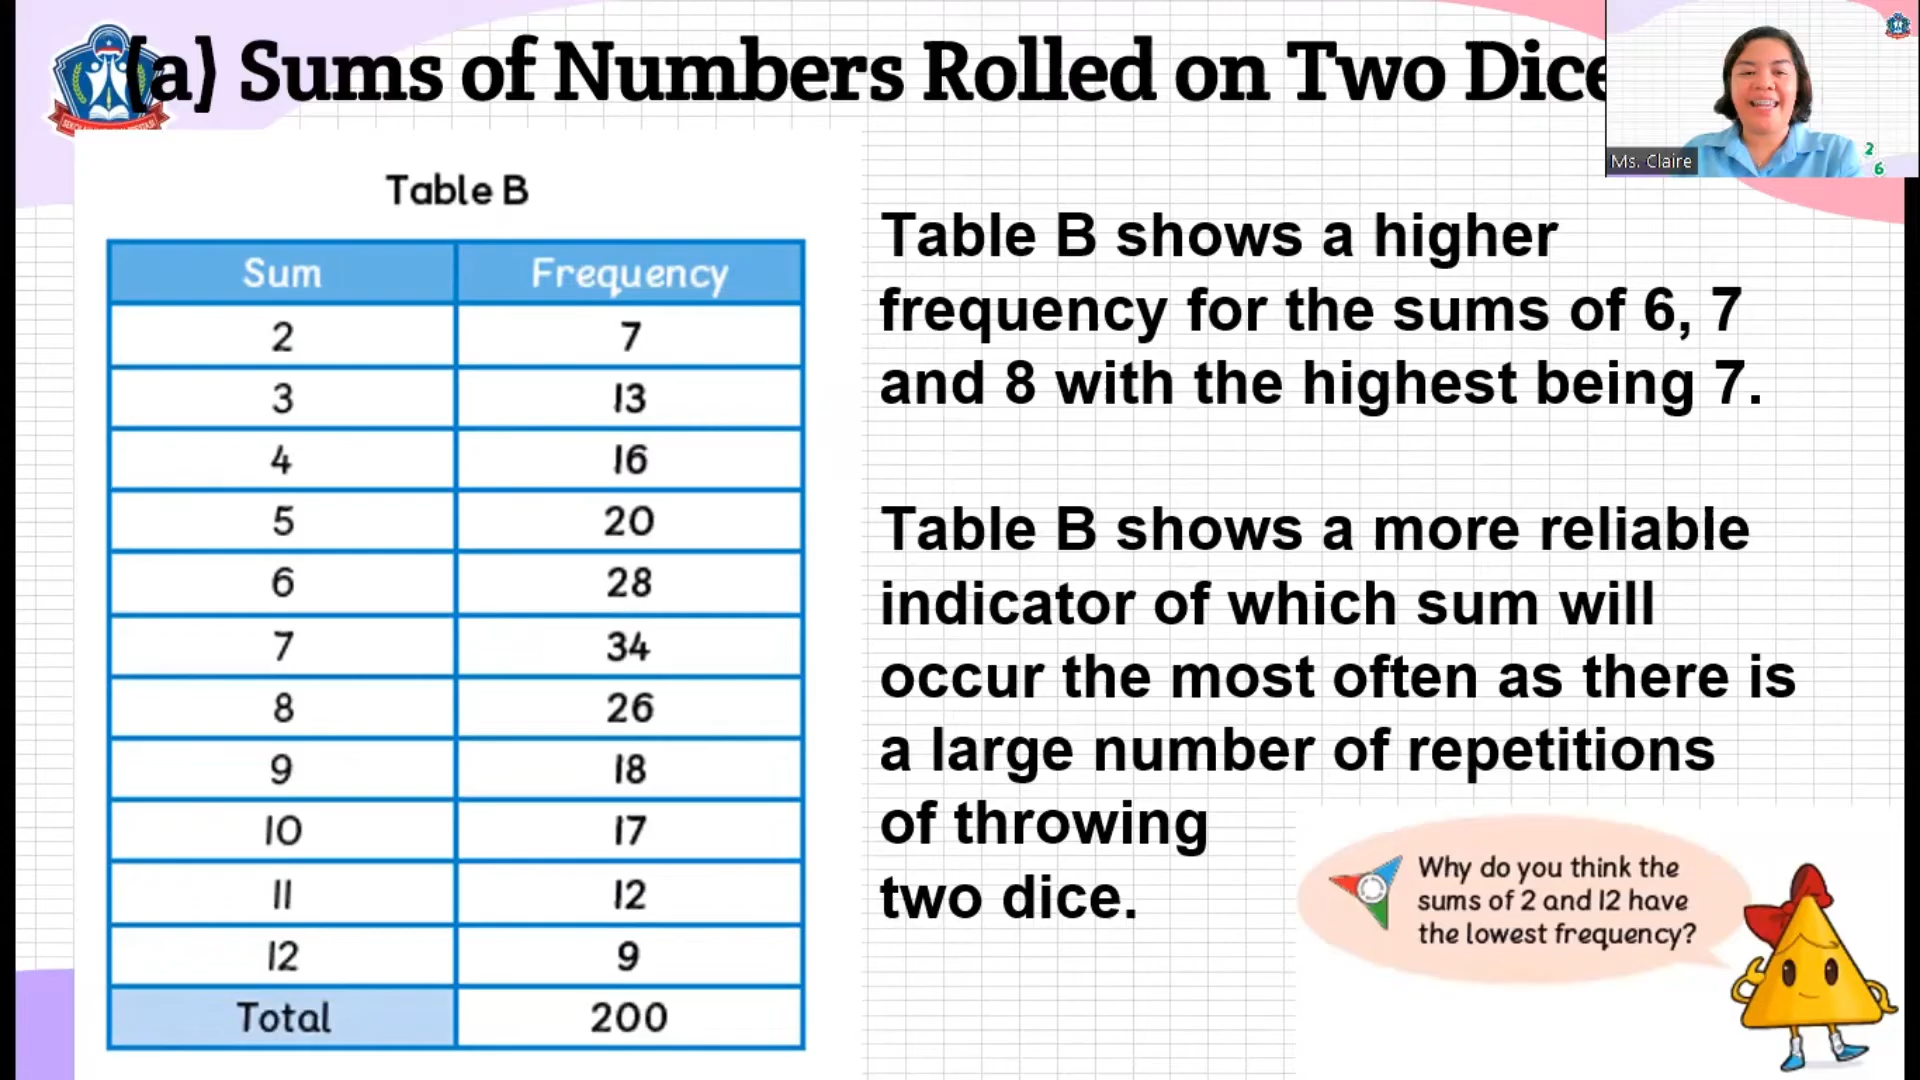 (a) Sums of Numbers Rolled on Two Dice
Ms. Claire
2
6
Table B
Sum Frequency
2 7
3 13
4 16
5 20
6 28
7 34
8 26
9 18
10 17
11 12
12 9
Total 200
Table B shows a higher
frequency for the sums of 6, 7
and 8 with the highest being 7.
Table B shows a more reliable
indicator of which sum will
occur the most often as there is
a large number of repetitions
of throwing
two dice.
Why do you think the
sums of 2 and 12 have
the lowest frequency?